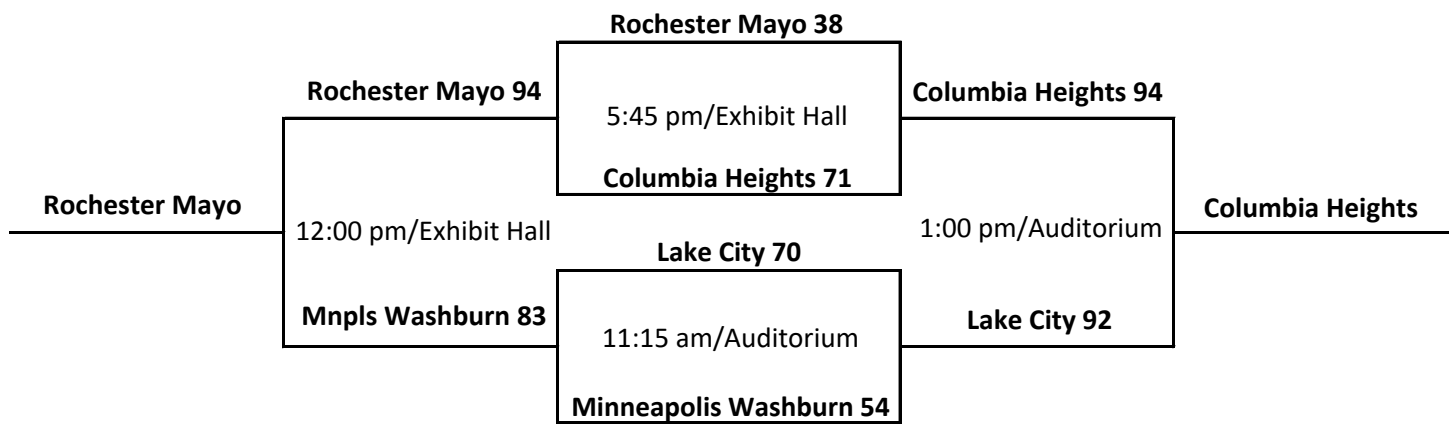 Rochester Mayo 38
Rochester Mayo 94
Columbia Heights 94
5:45 pm/Exhibit Hall
Columbia Heights 71
Rochester Mayo
Columbia Heights
12:00 pm/Exhibit Hall
1:00 pm/Auditorium
Lake City 70
Mnpls Washburn 83
Lake City 92
11:15 am/Auditorium
Minneapolis Washburn 54